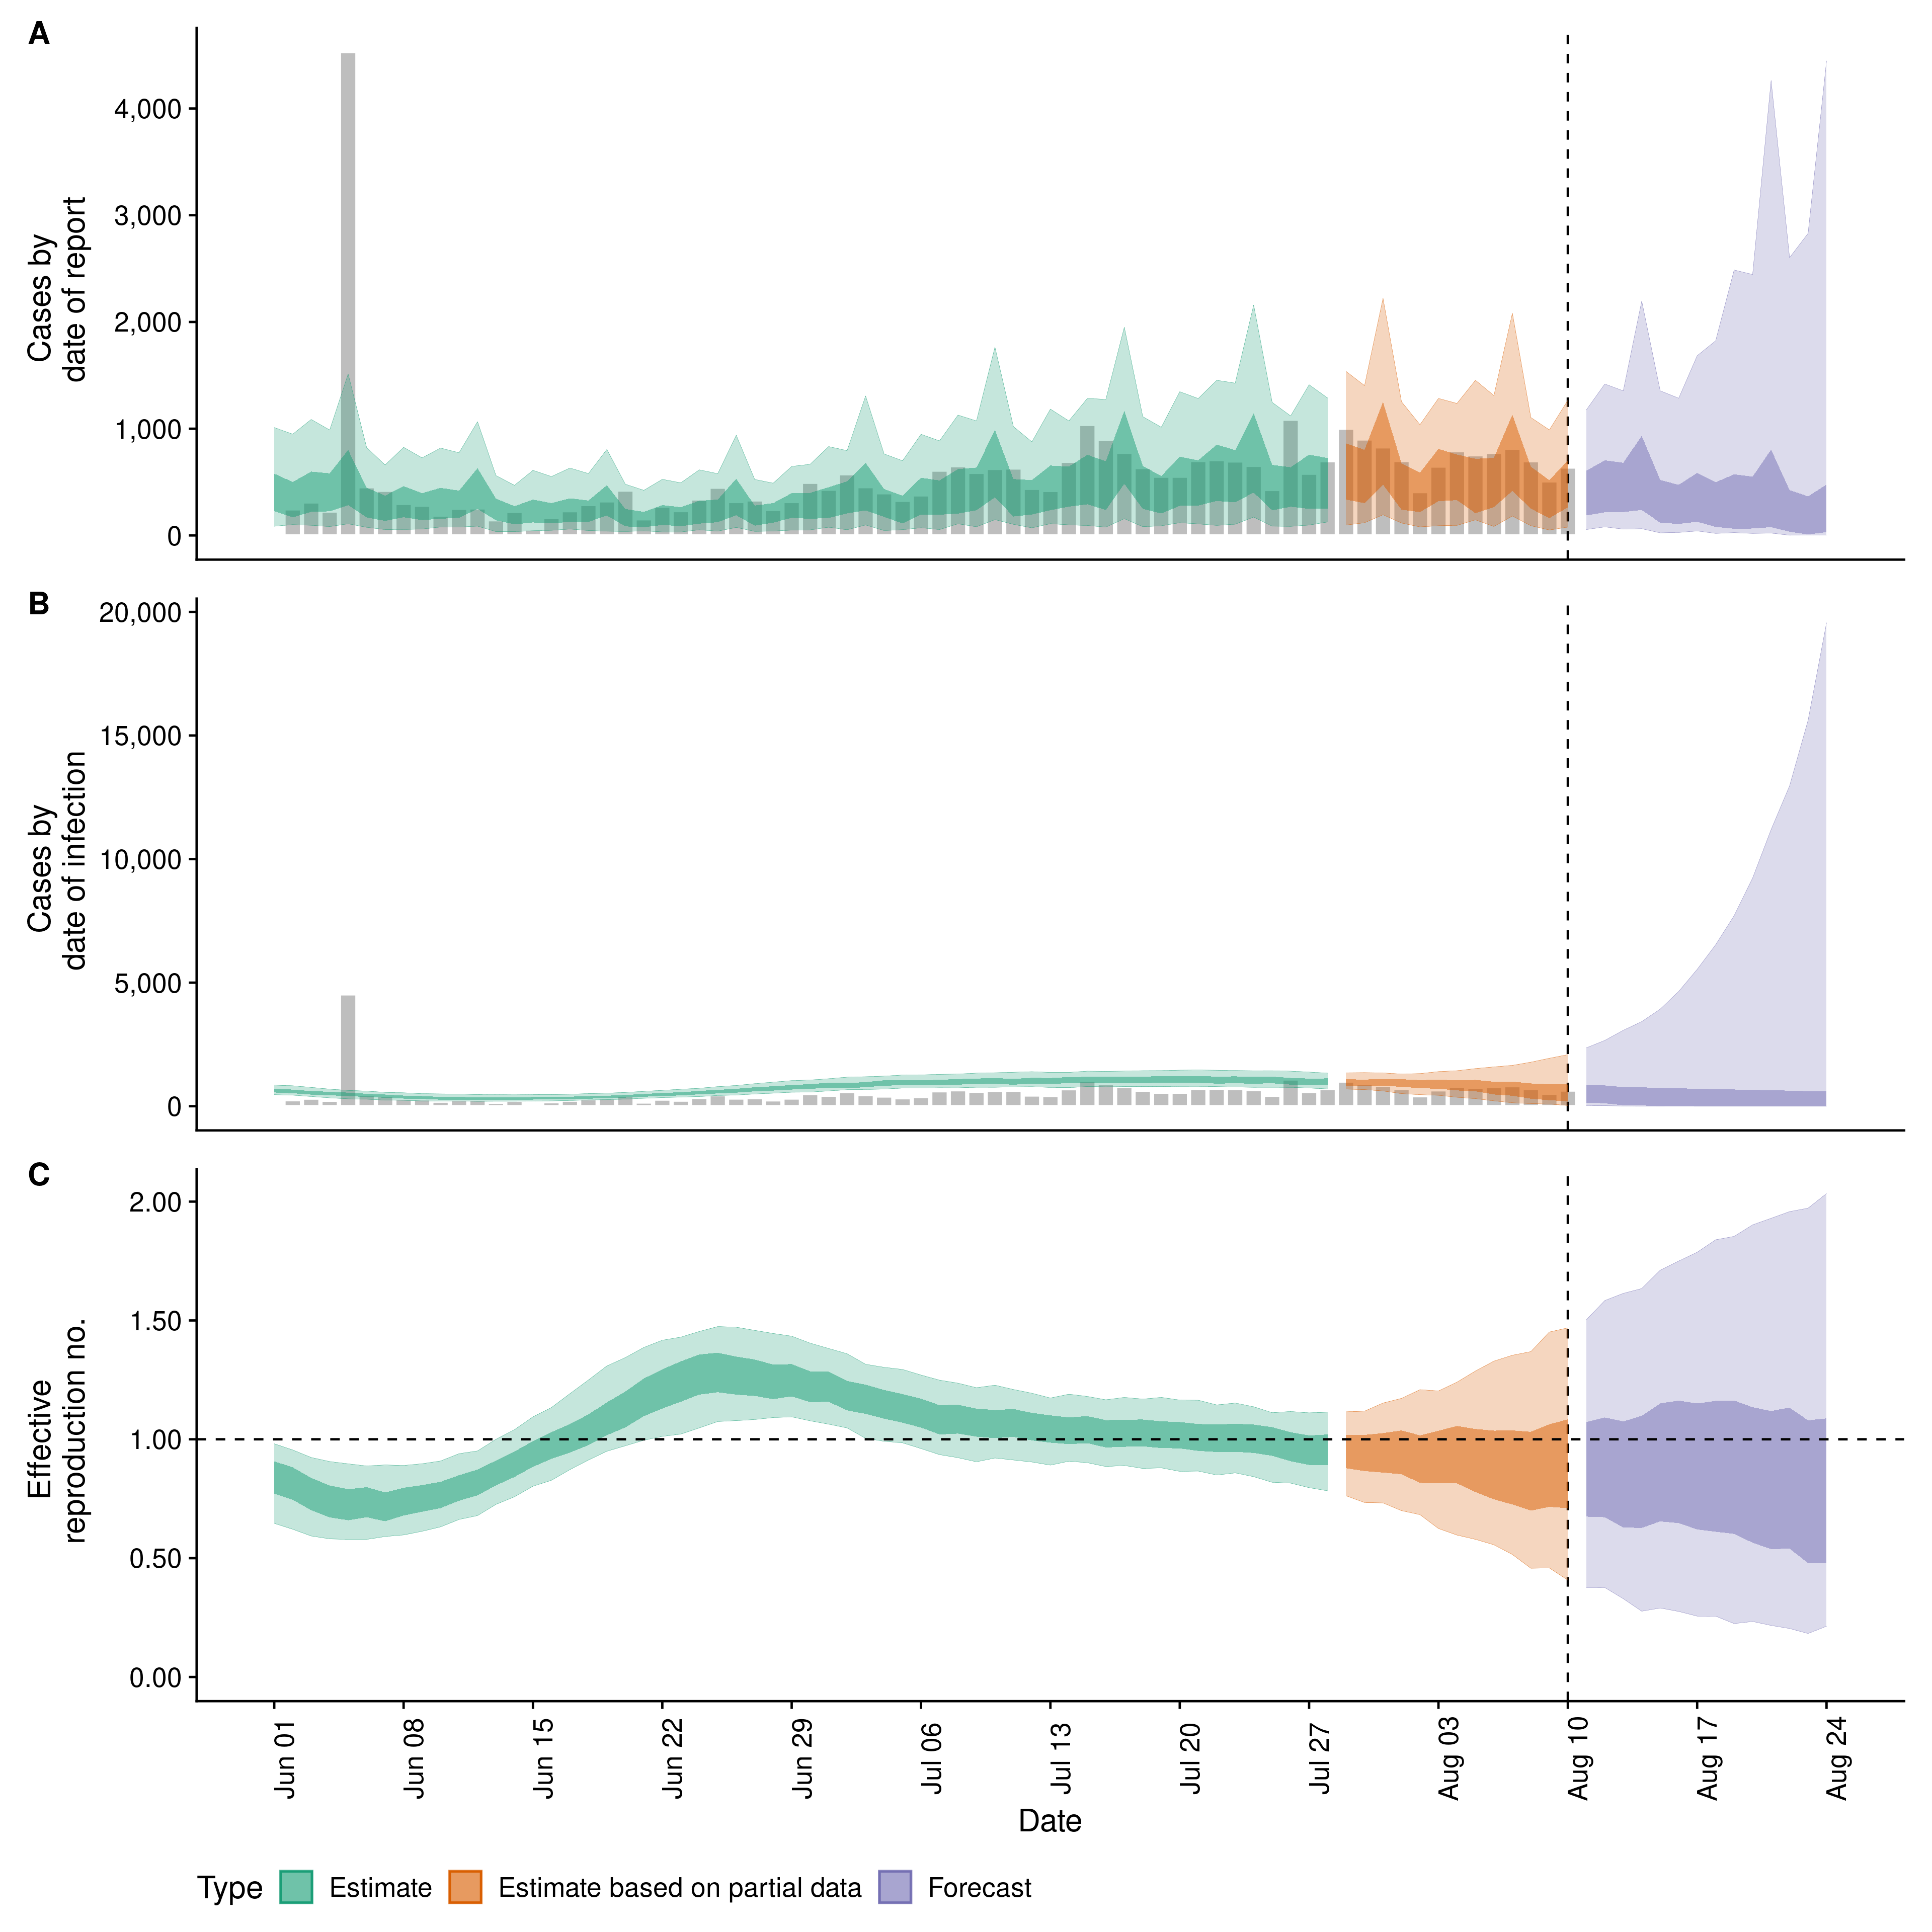 A
Cases by
date of report
4,000
3,000
2,000
1,000
0
B
Cases by
date of infection
20,000
15,000
10,000
5,000
0
C
Effective
reproduction no.
2.00
1.50
1.00
0.50
0.00
Jun 01
Jun 08
Jun 15
Jun 22
Jun 29
Jul 06
Jul 13
Jul 20
Jul 27
Aug 03
Aug 10
Aug 17
Aug 24
Date
Type Estimate Estimate based on partial data Forecast